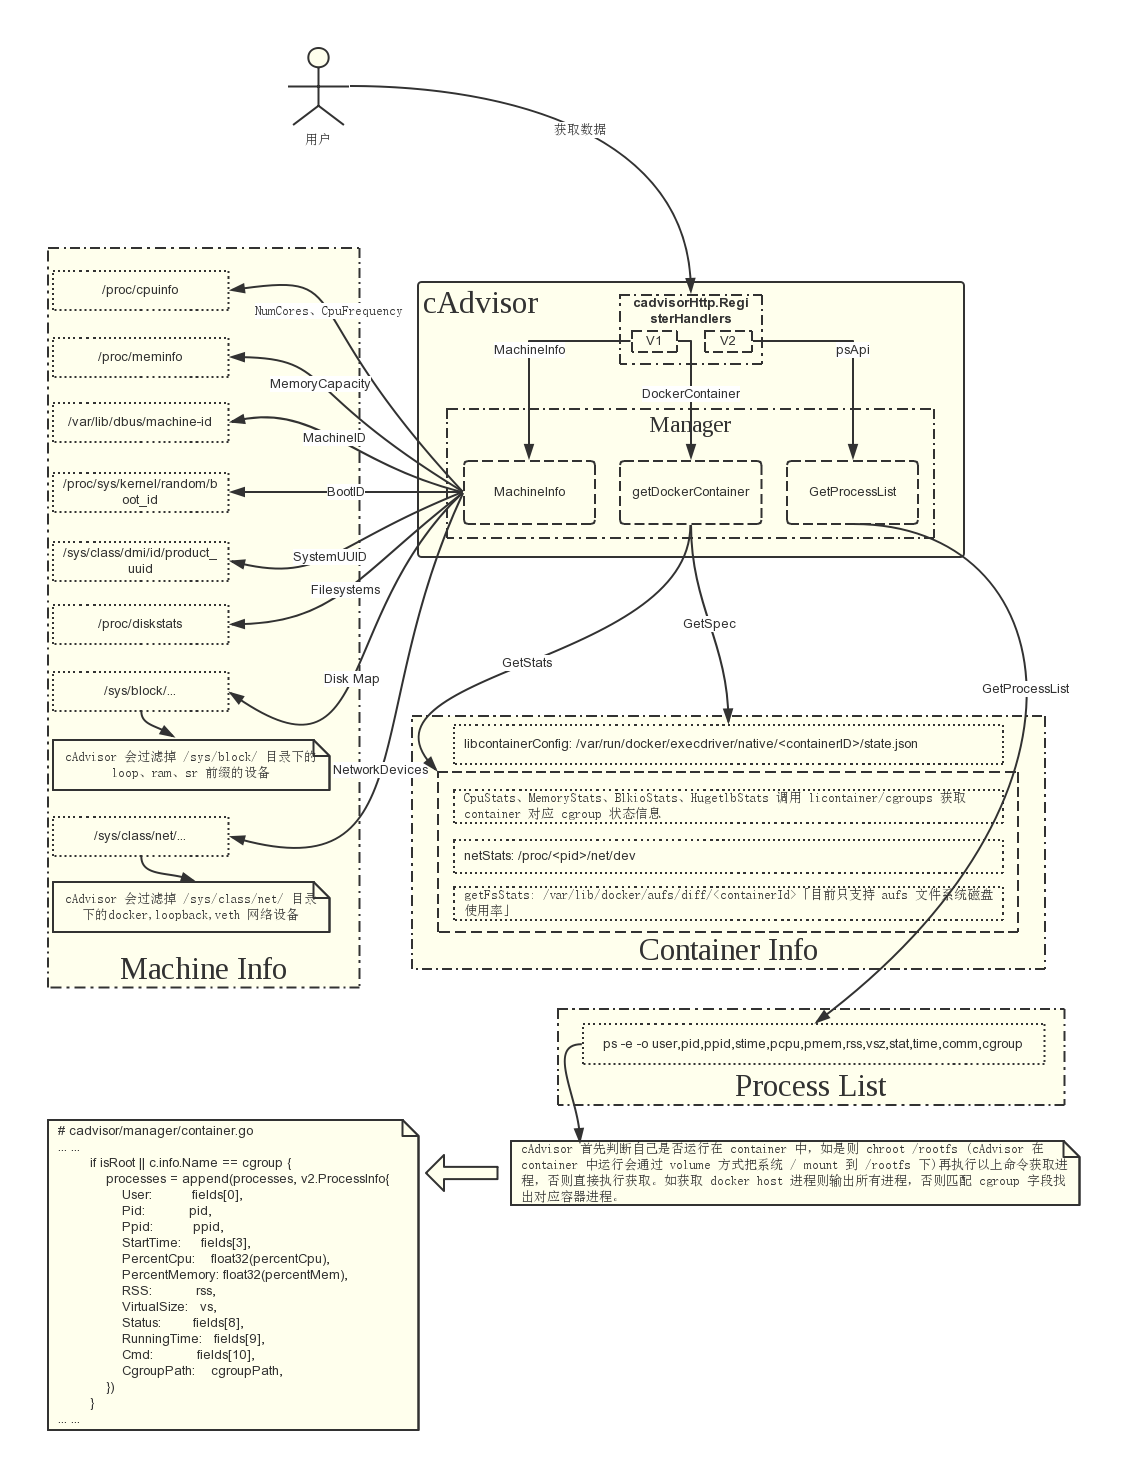 用户
获取数据
cAdvisor
cadvisorHttp.Regi
sterHandlers
V1
V2
MachineInfo
DockerContainer
psApi
Manager
MachineInfo
getDockerContainer
GetProcessList
/proc/cpuinfo
NumCores、CpuFrequency
/proc/meminfo
MemoryCapacity
/var/lib/dbus/machine-id
MachineID
/proc/sys/kernel/random/b
oot_id
BootID
/sys/class/dmi/id/product_
uuid
SystemUUID
/proc/diskstats
Filesystems
/sys/block/...
Disk Map
cAdvisor 会过滤掉 /sys/block/ 目录下的
loop、ram、sr 前缀的设备
NetworkDevices
/sys/class/net/...
cAdvisor 会过滤掉 /sys/class/net/ 目录
下的docker,loopback,veth 网络设备
Machine Info
GetStats
GetSpec
GetProcessList
libcontainerConfig: /var/run/docker/execdriver/native/<containerID>/state.json
CpuStats、MemoryStats、BlkioStats、HugetlbStats 调用 licontainer/cgroups 获取
container 对应 cgroup 状态信息
netStats: /proc/<pid>/net/dev
getFsStats: /var/lib/docker/aufs/diff/<containerId>「目前只支持 aufs 文件系统磁盘
使用率」
Container Info
ps -e -o user,pid,ppid,stime,pcpu,pmem,rss,vsz,stat,time,comm,cgroup
Process List
cAdvisor 首先判断自己是否运行在 container 中，如是则 chroot /rootfs (cAdvisor 在
container 中运行会通过 volume 方式把系统 / mount 到 /rootfs 下)再执行以上命令获取进
程，否则直接执行获取。如获取 docker host 进程则输出所有进程，否则匹配 cgroup 字段找
出对应容器进程。
# cadvisor/manager/container.go
... ...
if isRoot || c.info.Name == cgroup {
processes = append(processes, v2.ProcessInfo{
User: fields[0],
Pid: pid,
Ppid: ppid,
StartTime: fields[3],
PercentCpu: float32(percentCpu),
PercentMemory: float32(percentMem),
RSS: rss,
VirtualSize: vs,
Status: fields[8],
RunningTime: fields[9],
Cmd: fields[10],
CgroupPath: cgroupPath,
})
}
... ...